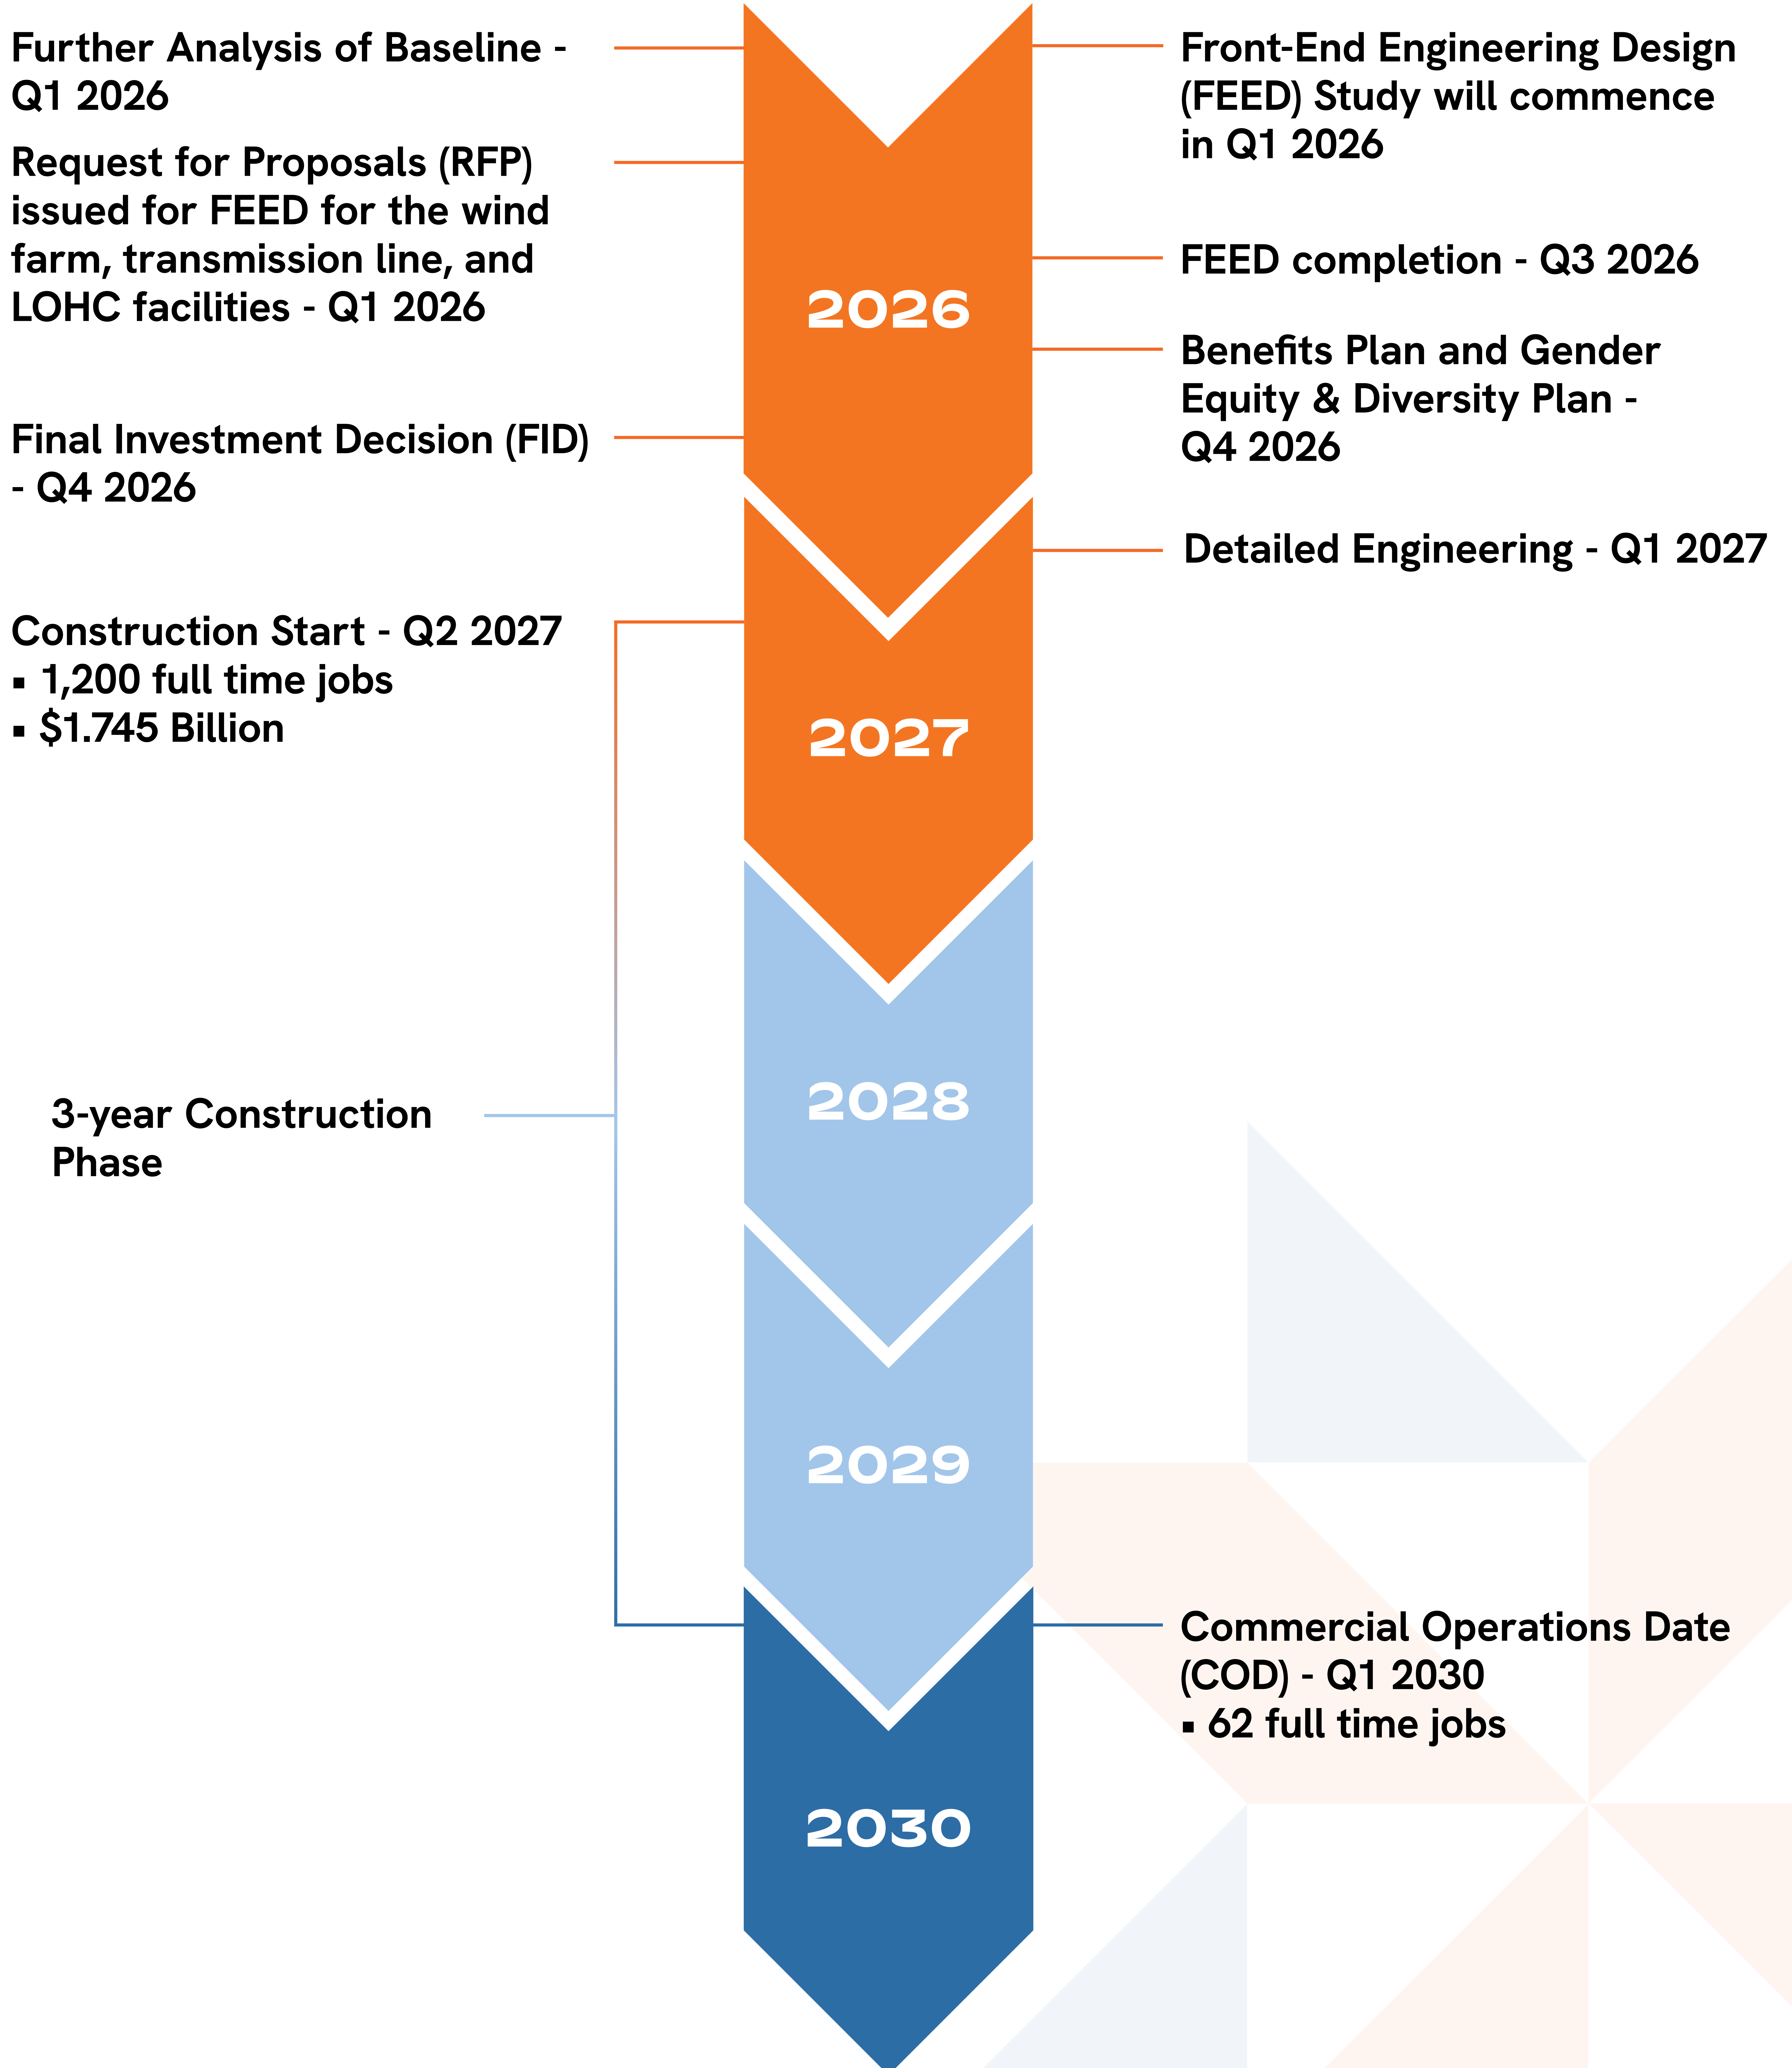 Further Analysis of Baseline -
Q1 2026
Request for Proposals (RFP)
issued for FEED for the wind
farm, transmission line, and
LOHC facilities - Q1 2026
Final Investment Decision (FID)
- Q4 2026
Construction Start - Q2 2027
▪ 1,200 full time jobs
▪ $1.745 Billion
3-year Construction
Phase
2026
2027
2028
2029
2030
Front-End Engineering Design
(FEED) Study will commence
in Q1 2026
FEED completion - Q3 2026
Benefits Plan and Gender
Equity & Diversity Plan -
Q4 2026
Detailed Engineering - Q1 2027
Commercial Operations Date
(COD) - Q1 2030
▪ 62 full time jobs